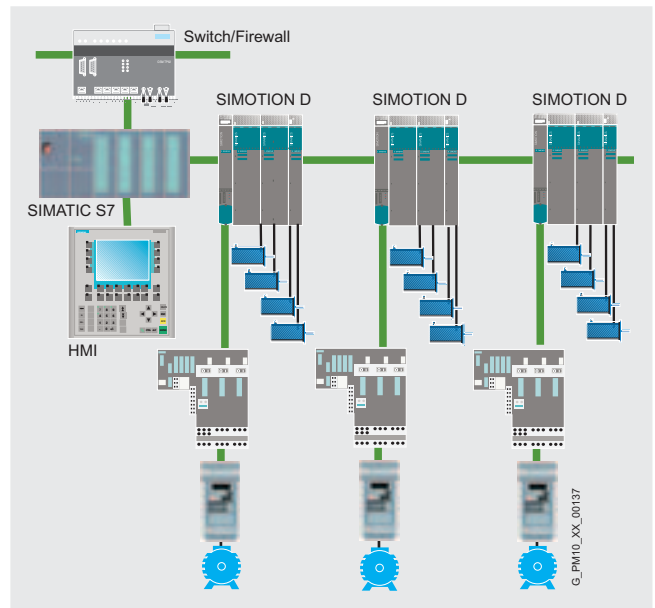 Switch/Firewall
SIMOTION D
SIMOTION D
SIMOTION D
SIMATIC S7
HMI
G_PM10_XX_00137